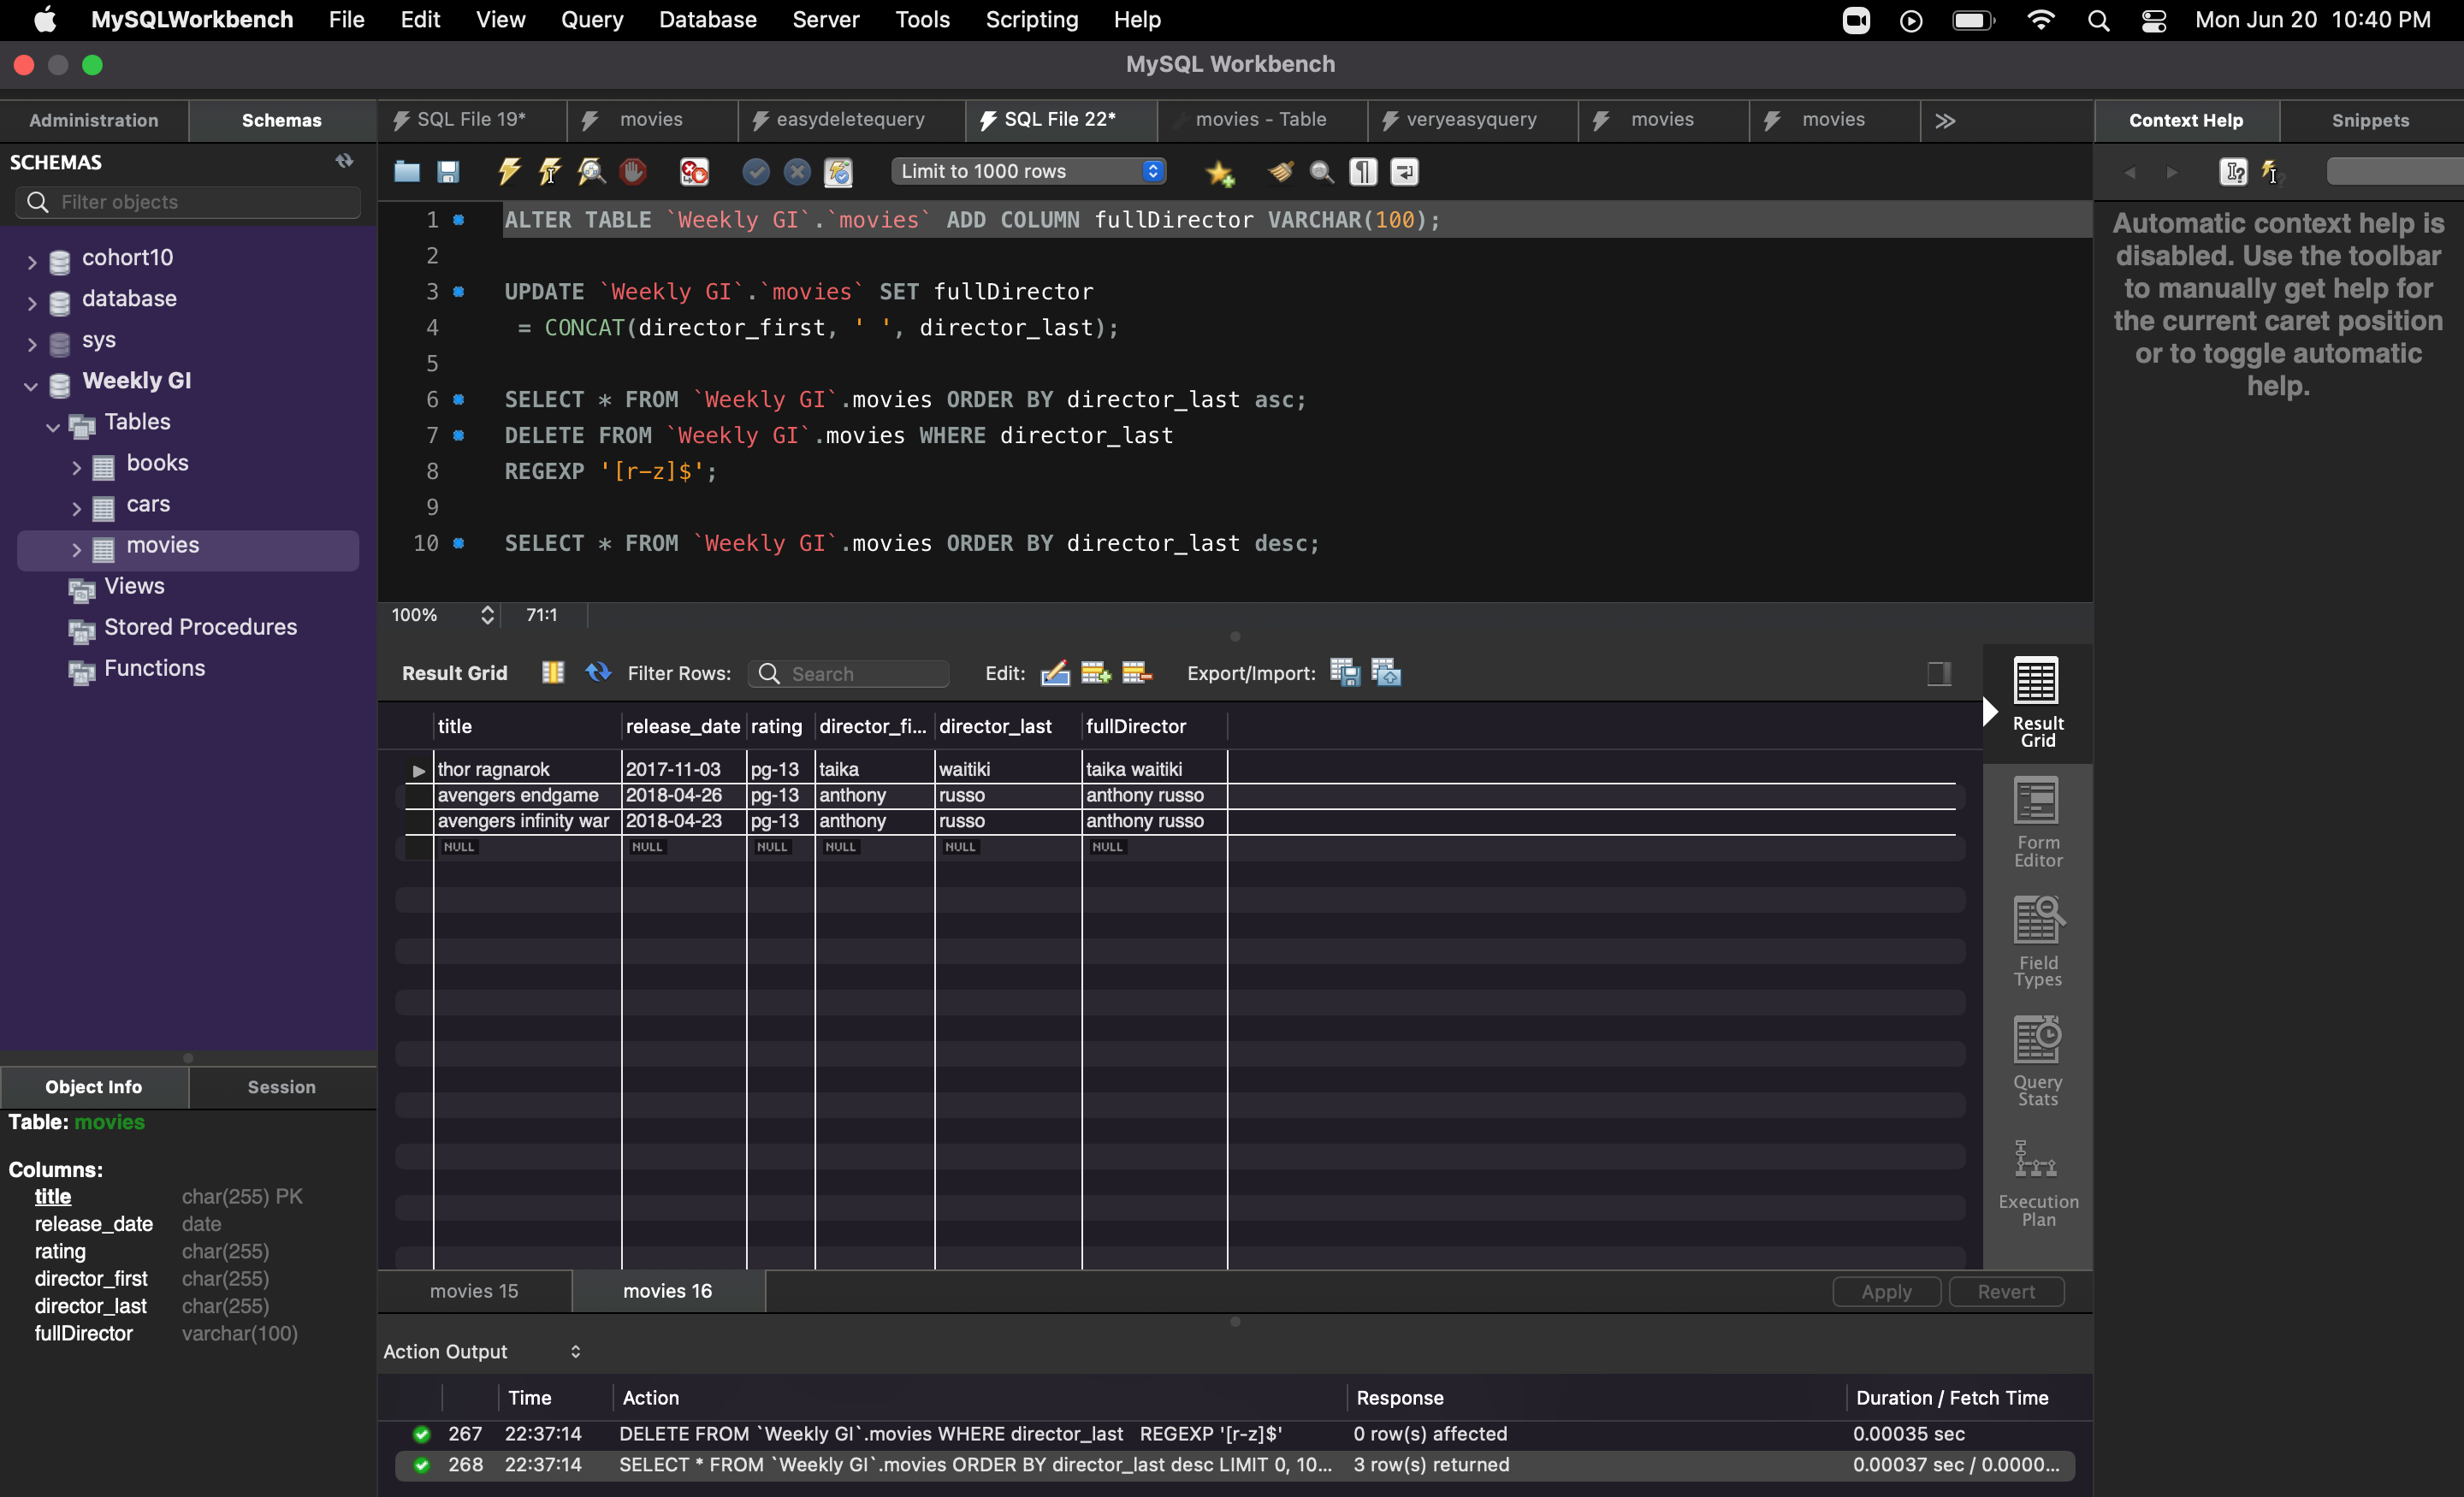 MySQLWorkbench File Edit View Query Database Server Tools Scripting Help Mon Jun 20 10:40 PM
MySQL Workbench
Administration Schemas
SQL File 19* movies easydeletequery SQL File 22* movies - Table veryeasyquery movies movies
Context Help Snippets
SCHEMAS
Filter objects
Limit to 1000 rows
cohort10
database
sys
Weekly GI
Tables
books
cars
movies
Views
Stored Procedures
Functions
1 ALTER TABLE `Weekly GI`.`movies` ADD COLUMN fullDirector VARCHAR(100);
2
3 UPDATE `Weekly GI`.`movies` SET fullDirector
4 = CONCAT(director_first, ' ', director_last);
5
6 SELECT * FROM `Weekly GI`.movies ORDER BY director_last asc;
7 DELETE FROM `Weekly GI`.movies WHERE director_last
8 REGEXP '[r-z]$';
9
10 SELECT * FROM `Weekly GI`.movies ORDER BY director_last desc;
Automatic context help is
disabled. Use the toolbar
to manually get help for
the current caret position
or to toggle automatic
help.
100% 71:1
Result Grid Filter Rows: Search Edit: Export/Import:
title release_date rating director_fi... director_last fullDirector
thor ragnarok 2017-11-03 pg-13 taika waitiki taika waitiki
avengers endgame 2018-04-26 pg-13 anthony russo anthony russo
avengers infinity war 2018-04-23 pg-13 anthony russo anthony russo
NULL NULL NULL NULL NULL NULL
Result
Grid
Form
Editor
Field
Types
Query
Stats
Execution
Plan
movies 15 movies 16 Apply Revert
Object Info Session
Table: movies
Columns:
title char(255) PK
release_date date
rating char(255)
director_first char(255)
director_last char(255)
fullDirector varchar(100)
Action Output
Time Action Response Duration / Fetch Time
267 22:37:14 DELETE FROM `Weekly GI`.movies WHERE director_last REGEXP '[r-z]$' 0 row(s) affected 0.00035 sec
268 22:37:14 SELECT * FROM `Weekly GI`.movies ORDER BY director_last desc LIMIT 0, 10... 3 row(s) returned 0.00037 sec / 0.0000...